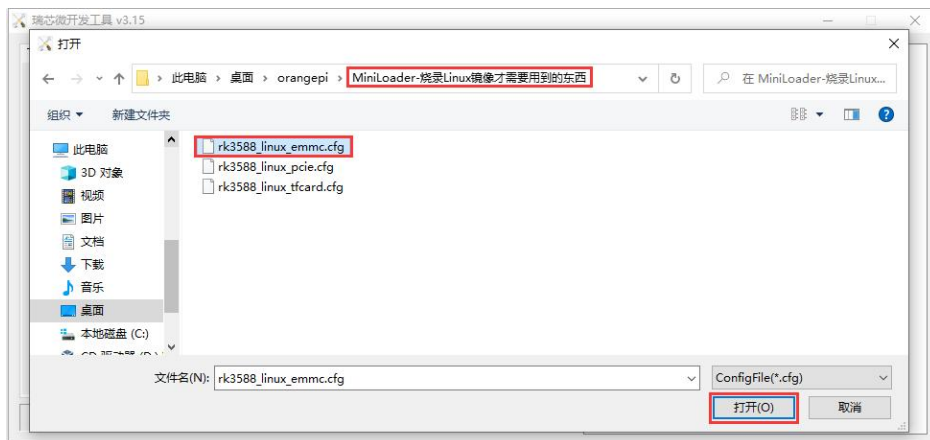 瑞芯微开发工具 v3.15
打开
此电脑 › 桌面 › orangepi › MiniLoader-烧录Linux镜像才需要用到的东西
在 MiniLoader-烧录Linux...
组织 新建文件夹
此电脑
3D 对象
视频
图片
文档
下载
音乐
桌面
本地磁盘 (C:)
rk3588_linux_emmc.cfg
rk3588_linux_pcie.cfg
rk3588_linux_tfcard.cfg
文件名(N): rk3588_linux_emmc.cfg
ConfigFile(*.cfg)
打开(O) 取消